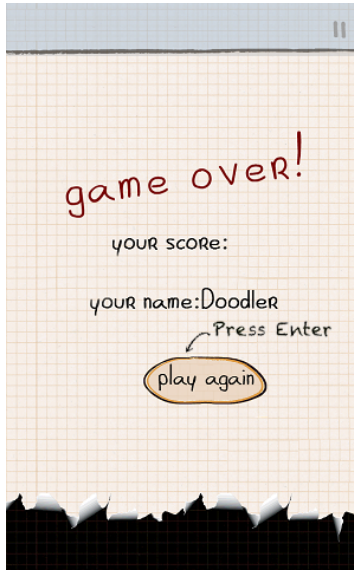 game over!
your score:
your name:Doodler
Press Enter
play again